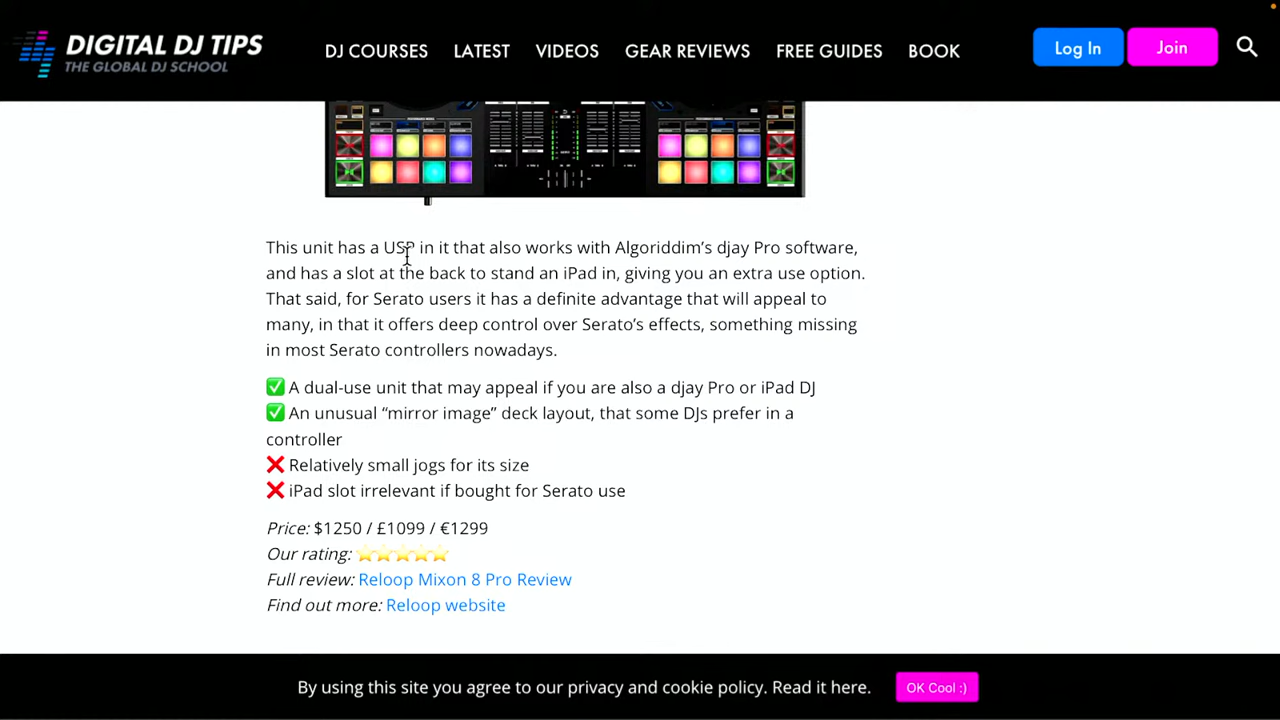 DIGITAL DJ TIPS
THE GLOBAL DJ SCHOOL
DJ COURSES LATEST VIDEOS GEAR REVIEWS FREE GUIDES BOOK Log In Join
This unit has a USP in it that also works with Algoriddim’s djay Pro software,
and has a slot at the back to stand an iPad in, giving you an extra use option.
That said, for Serato users it has a definite advantage that will appeal to
many, in that it offers deep control over Serato’s effects, something missing
in most Serato controllers nowadays.
✅ A dual-use unit that may appeal if you are also a djay Pro or iPad DJ
✅ An unusual “mirror image” deck layout, that some DJs prefer in a
controller
❌ Relatively small jogs for its size
❌ iPad slot irrelevant if bought for Serato use
Price: $1250 / £1099 / €1299
Our rating: ⭐⭐⭐⭐⭐
Full review: Reloop Mixon 8 Pro Review
Find out more: Reloop website
By using this site you agree to our privacy and cookie policy. Read it here. OK Cool :)